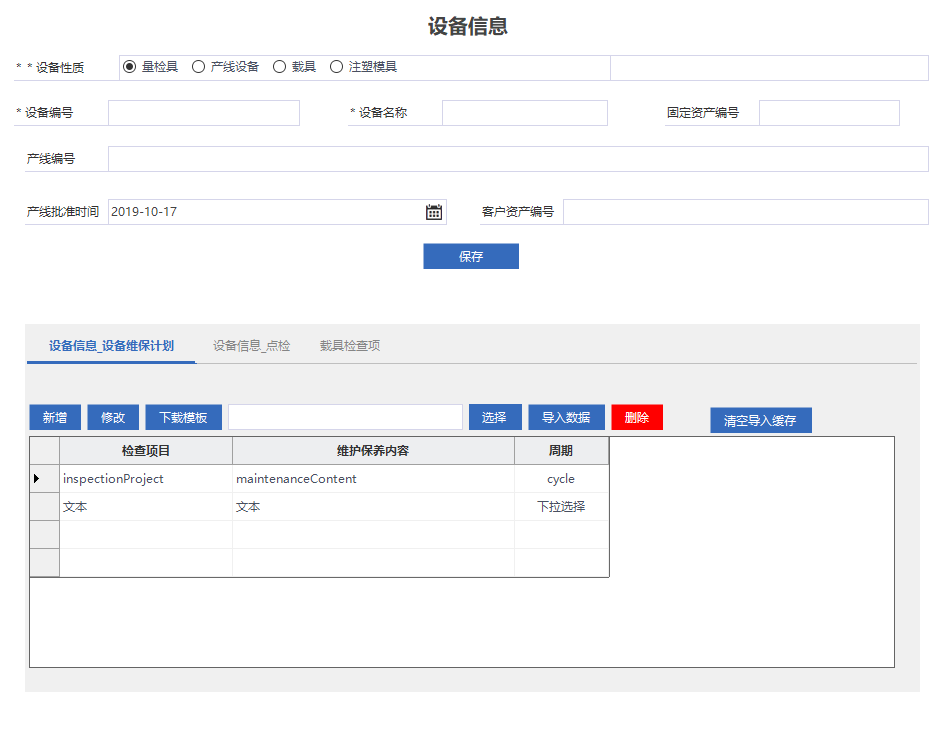 设备信息
* * 设备性质 量检具 产线设备 载具 注塑模具
* 设备编号 * 设备名称 固定资产编号
产线编号
产线批准时间 2019-10-17 客户资产编号
保存
设备信息_设备维保计划 设备信息_点检 载具检查项
新增 修改 下载模板 选择 导入数据 删除 清空导入缓存
检查项目 维护保养内容 周期
inspectionProject maintenanceContent cycle
文本 文本 下拉选择